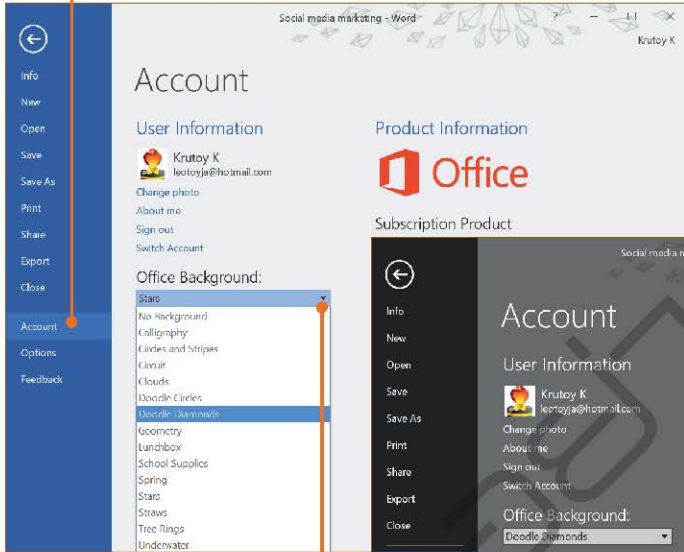 Social media marketing - Word
?
Krutoy K
Info
New
Open
Save
Save As
Print
Share
Export
Close
Account
Options
Feedback
Account
User Information
Krutoy K
leotoyja@hotmail.com
Change photo
About me
Sign out
Switch Account
Office Background:
Stars
No Background
Calligraphy
Circles and Stripes
Circuit
Clouds
Doodle Circles
Doodle Diamonds
Geometry
Lunchbox
School Supplies
Spring
Stars
Straws
Tree Rings
Underwater
Product Information
Office
Subscription Product
Social media m
Info
New
Open
Save
Save As
Print
Share
Export
Close
Account
User Information
Krutoy K
leotoyja@hotmail.com
Change photo
About me
Sign out
Switch Account
Office Background:
Doodle Diamonds